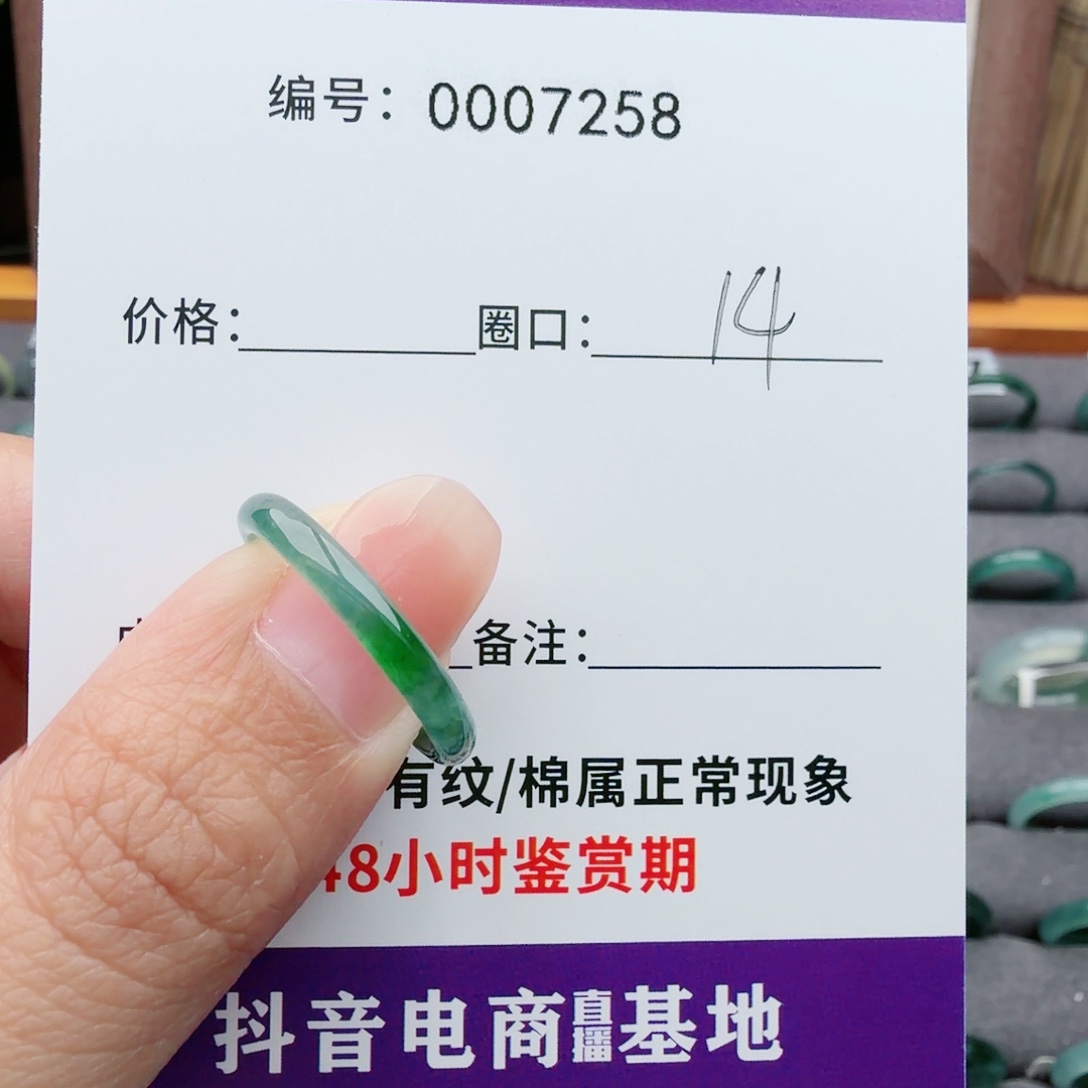 编号：0007258
价格：
圈口：14
备注：
有纹/棉属正常现象
48小时鉴赏期
抖音电商直播基地